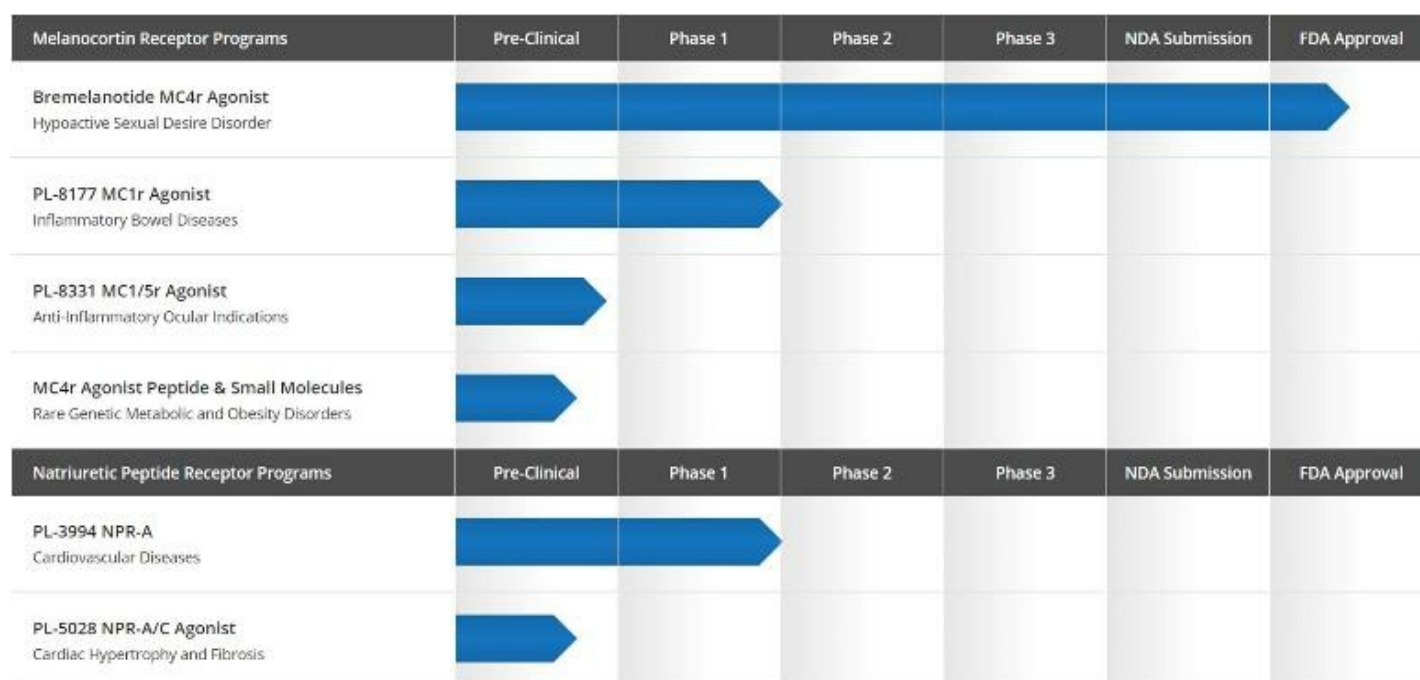 Melanocortin Receptor Programs Pre-Clinical Phase 1 Phase 2 Phase 3 NDA Submission FDA Approval
Bremelanotide MC4r Agonist
Hypoactive Sexual Desire Disorder
PL-8177 MC1r Agonist
Inflammatory Bowel Diseases
PL-8331 MC1/5r Agonist
Anti-Inflammatory Ocular Indications
MC4r Agonist Peptide & Small Molecules
Rare Genetic Metabolic and Obesity Disorders
Natriuretic Peptide Receptor Programs Pre-Clinical Phase 1 Phase 2 Phase 3 NDA Submission FDA Approval
PL-3994 NPR-A
Cardiovascular Diseases
PL-5028 NPR-A/C Agonist
Cardiac Hypertrophy and Fibrosis